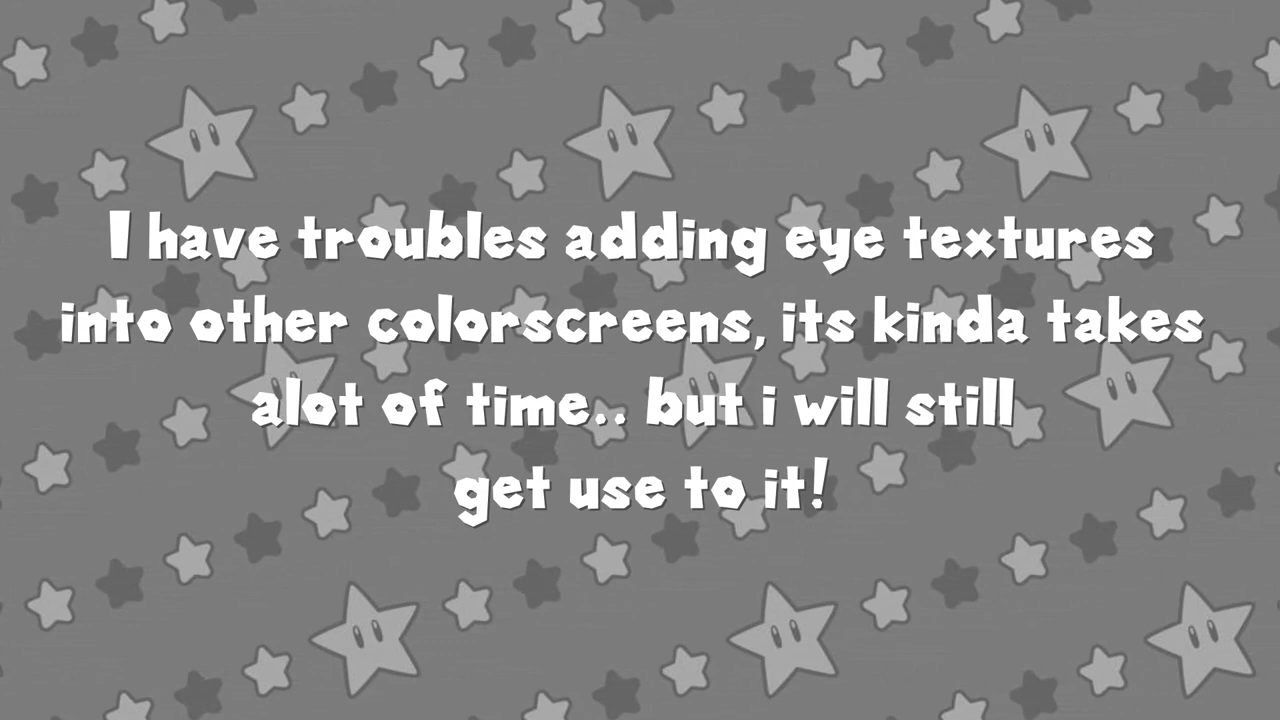 I have troubles adding eye textures
into other colorscreens, its kinda takes
alot of time.. but i will still
get use to it!